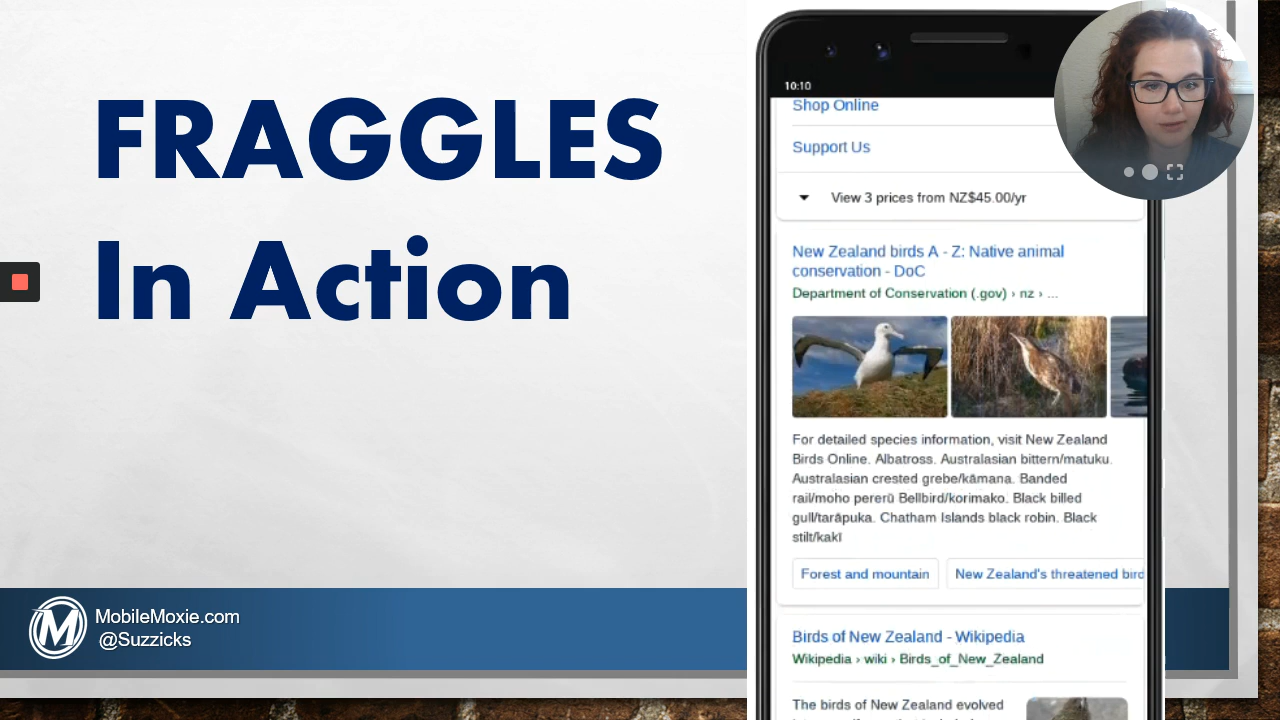 FRAGGLES
In Action
MobileMoxie.com
@Suzzicks
10:10
Shop Online
Support Us
View 3 prices from NZ$45.00/yr
New Zealand birds A - Z: Native animal
conservation - DoC
Department of Conservation (.gov) › nz › ...
For detailed species information, visit New Zealand
Birds Online. Albatross. Australasian bittern/matuku.
Australasian crested grebe/kāmana. Banded
rail/moho pererū Bellbird/korimako. Black billed
gull/tarāpuka. Chatham Islands black robin. Black
stilt/kakī
Forest and mountain
New Zealand's threatened bird
Birds of New Zealand - Wikipedia
Wikipedia › wiki › Birds_of_New_Zealand
The birds of New Zealand evolved